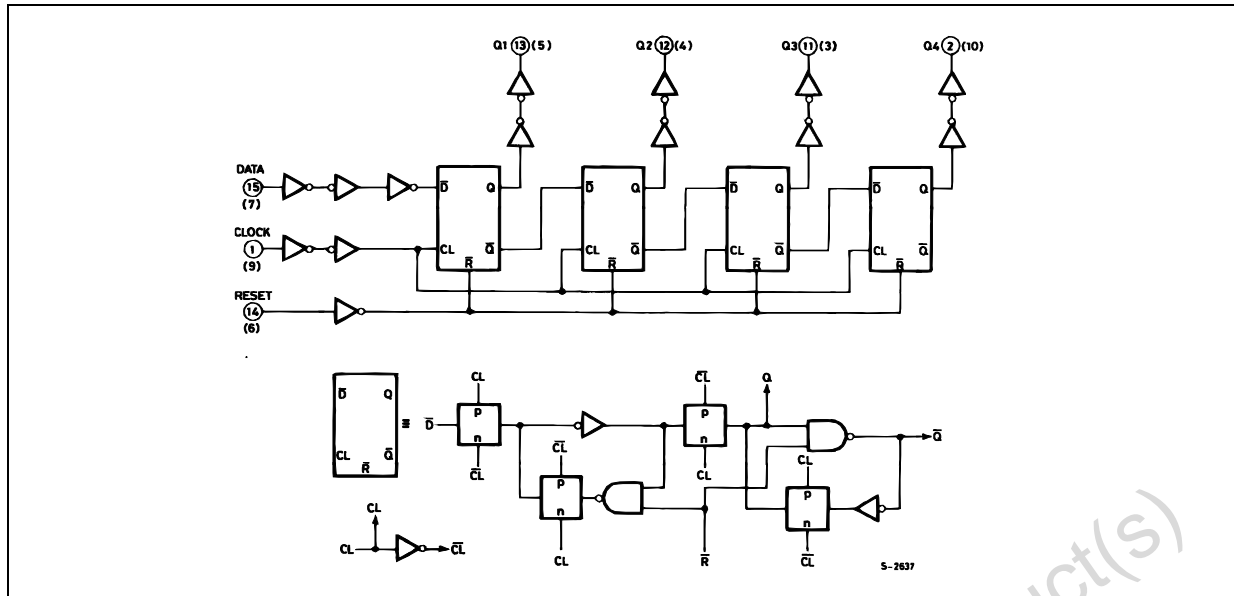 Q1 13 (5) Q2 12 (4) Q3 11 (3) Q4 2 (10)
DATA
15
(7)
D̅ Q D̅ Q D̅ Q D̅ Q
CLOCK
1
(9)
CL Q̅ CL Q̅ CL Q̅ CL Q̅
R̅ R̅ R̅ R̅
RESET
14
(6)
CL C̅L̅ Q
D̅ Q ≡ D̅ p n p n Q̅
CL Q̅
R̅
C̅L̅ C̅L̅ CL CL
p n p n
CL
CL C̅L̅
CL R̅ C̅L̅
S-2637
uct(s)